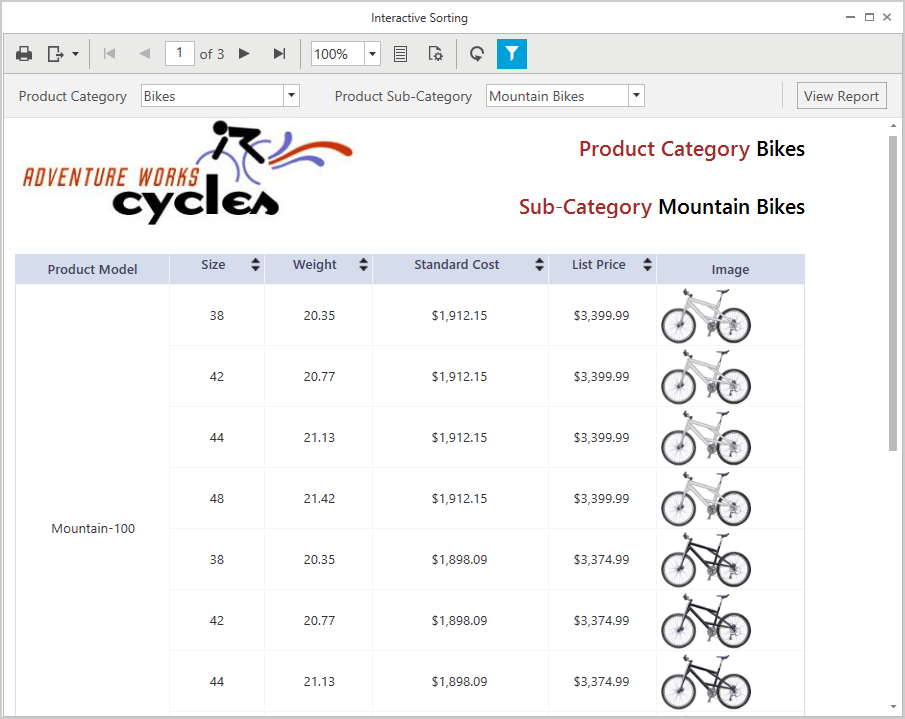 Interactive Sorting
1 of 3 100%
Product Category Bikes Product Sub-Category Mountain Bikes View Report
ADVENTURE WORKS
cycles
Product Category Bikes
Sub-Category Mountain Bikes
Product Model Size Weight Standard Cost List Price Image
38 20.35 $1,912.15 $3,399.99
42 20.77 $1,912.15 $3,399.99
44 21.13 $1,912.15 $3,399.99
48 21.42 $1,912.15 $3,399.99
Mountain-100
38 20.35 $1,898.09 $3,374.99
42 20.77 $1,898.09 $3,374.99
44 21.13 $1,898.09 $3,374.99